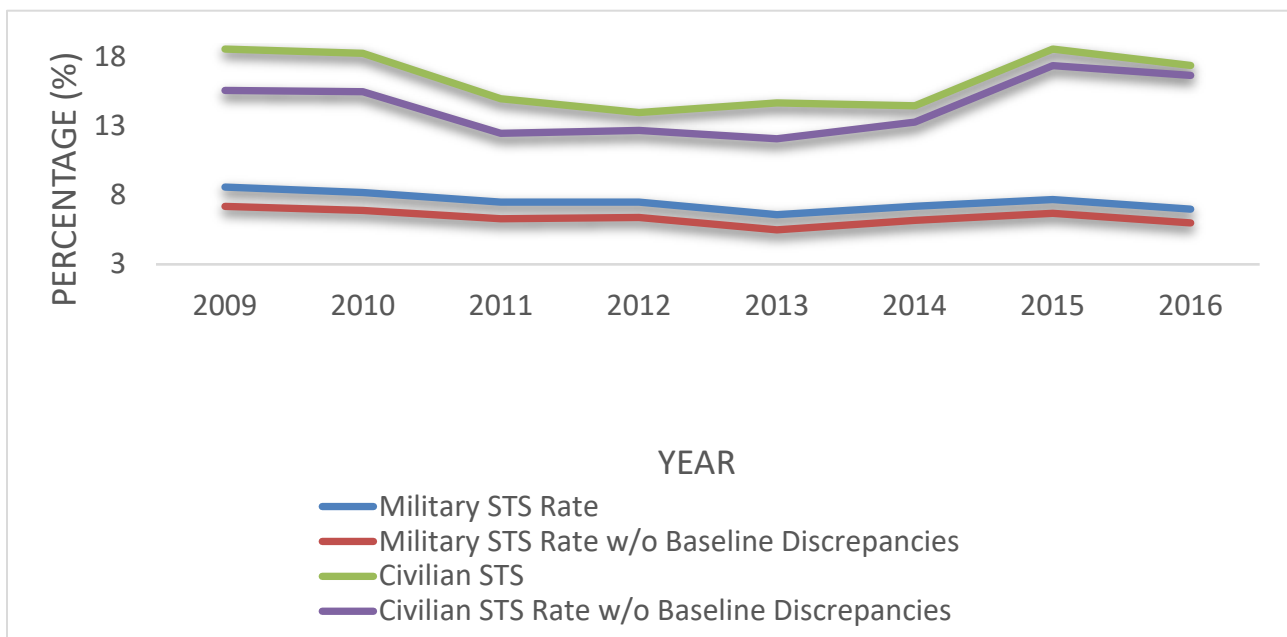 PERCENTAGE (%)
18
13
8
3
2009 2010 2011 2012 2013 2014 2015 2016
YEAR
Military STS Rate
Military STS Rate w/o Baseline Discrepancies
Civilian STS
Civilian STS Rate w/o Baseline Discrepancies